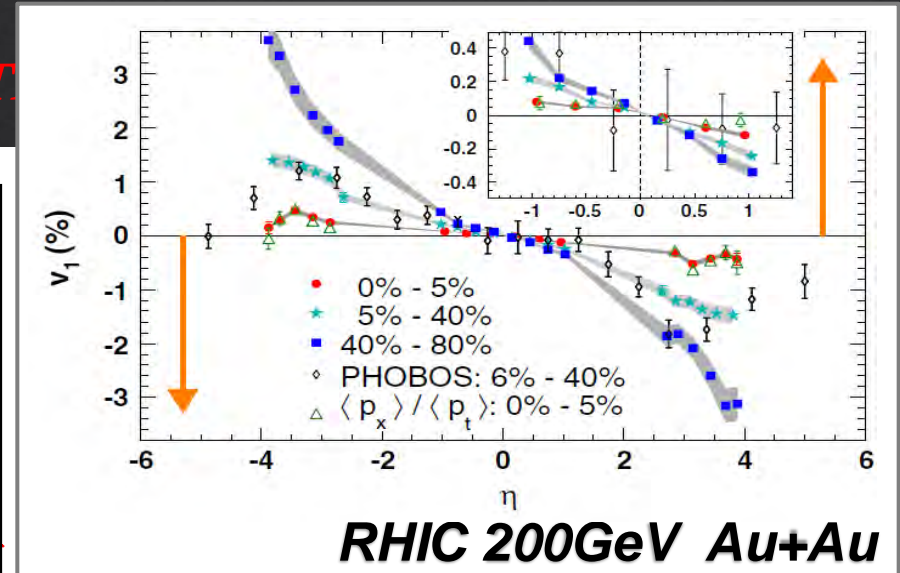 T
v₁ (%)
3
2
1
0
-1
-2
-3
0.4
0.2
0
-0.2
-0.4
-1
-0.5
0
0.5
1
0% - 5%
5% - 40%
40% - 80%
PHOBOS: 6% - 40%
⟨ pₓ ⟩ / ⟨ pₜ ⟩: 0% - 5%
-6
-4
-2
0
2
4
6
η
RHIC 200GeV Au+Au